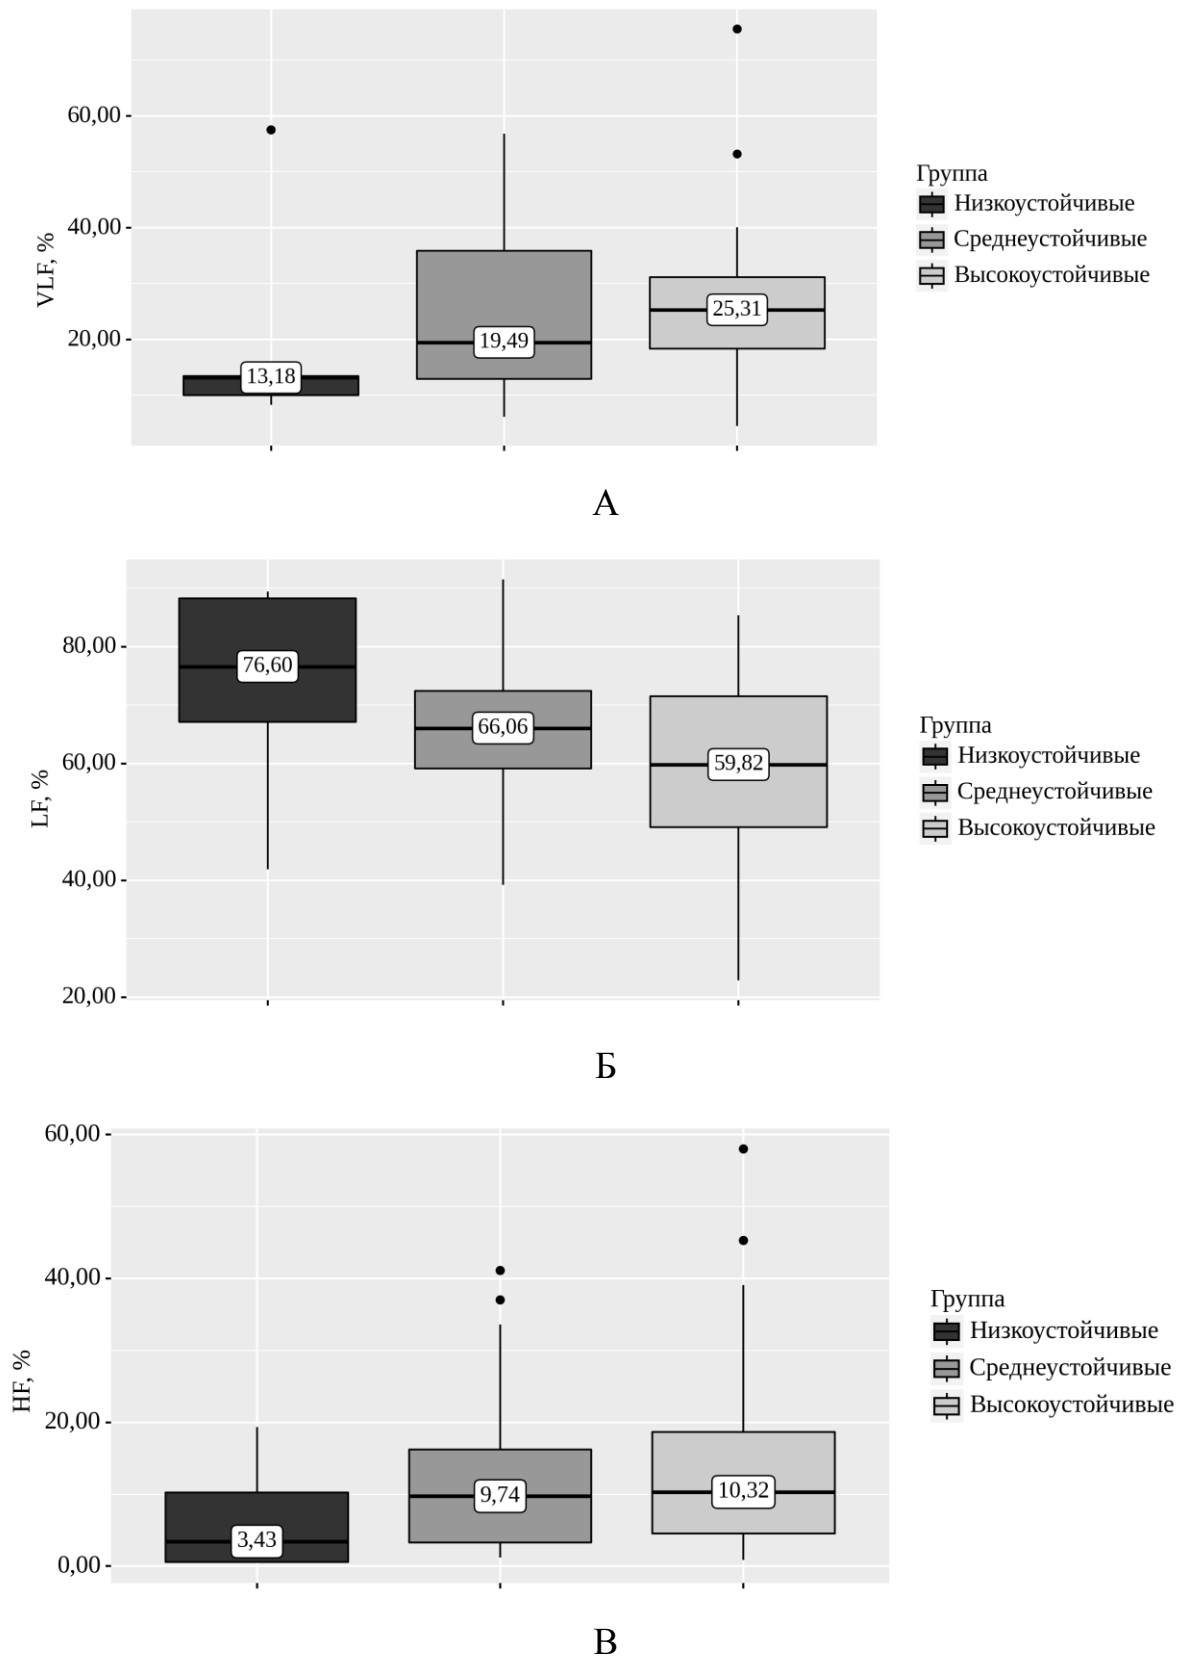 60,00
40,00
20,00
VLF, %
13,18
19,49
25,31
Группа
Низкоустойчивые
Среднеустойчивые
Высокоустойчивые
А
80,00
60,00
40,00
20,00
LF, %
76,60
66,06
59,82
Группа
Низкоустойчивые
Среднеустойчивые
Высокоустойчивые
Б
60,00
40,00
20,00
0,00
HF, %
3,43
9,74
10,32
Группа
Низкоустойчивые
Среднеустойчивые
Высокоустойчивые
В